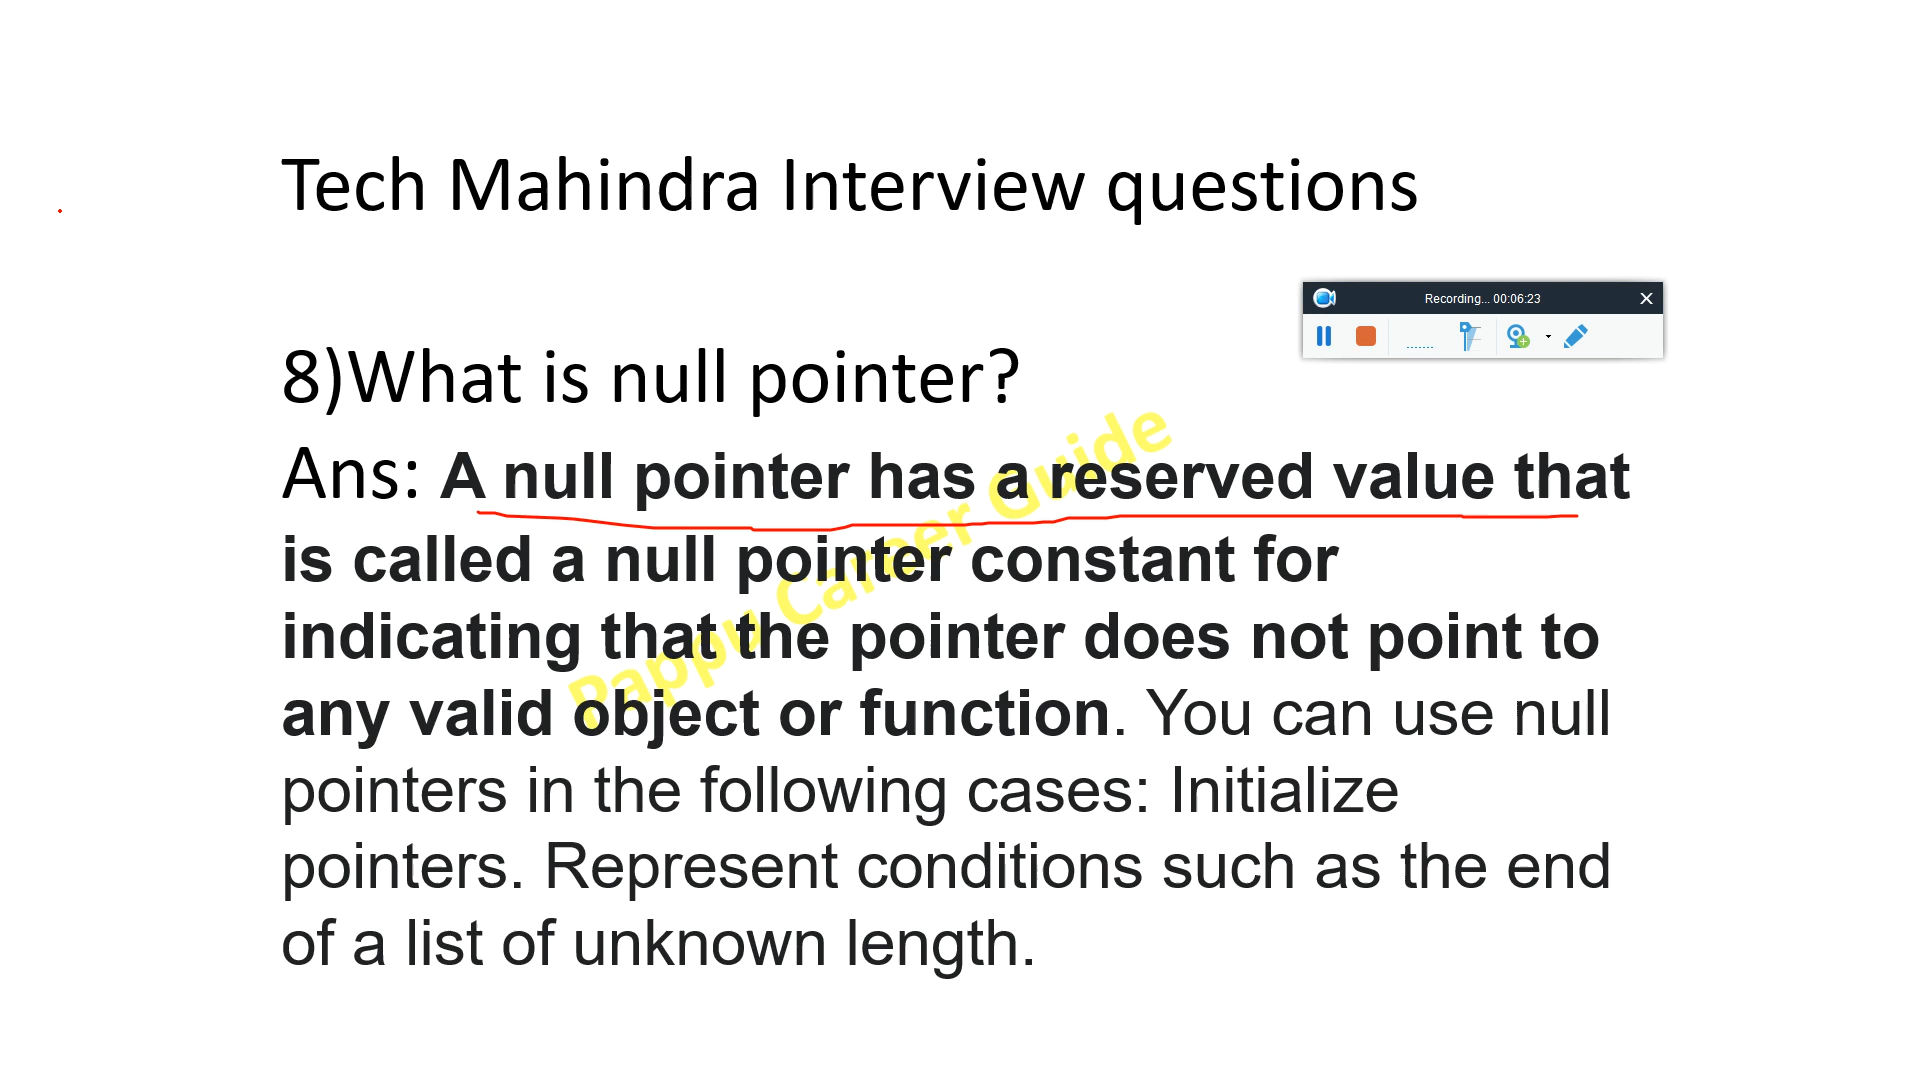 Tech Mahindra Interview questions
Recording... 00:06:23
8)What is null pointer?
Ans: A null pointer has a reserved value that
is called a null pointer constant for
indicating that the pointer does not point to
any valid object or function. You can use null
pointers in the following cases: Initialize
pointers. Represent conditions such as the end
of a list of unknown length.
Pappu Career Guide